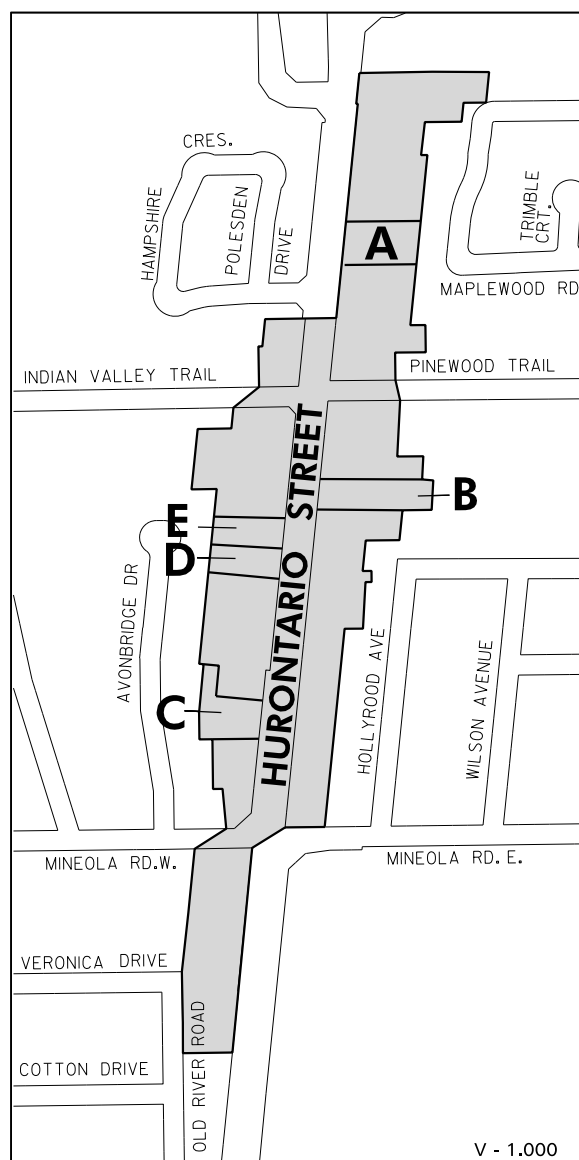 CRES.
HAMPSHIRE
POLESDEN
DRIVE
TRIMBLE
CRT.
A
MAPLEWOOD RD
INDIAN VALLEY TRAIL
PINEWOOD TRAIL
HURONTARIO STREET
B
E
D
AVONBRIDGE DR
C
HOLLYROOD AVE
WILSON AVENUE
MINEOLA RD.W.
MINEOLA RD. E.
VERONICA DRIVE
OLD RIVER ROAD
COTTON DRIVE
V - 1.000